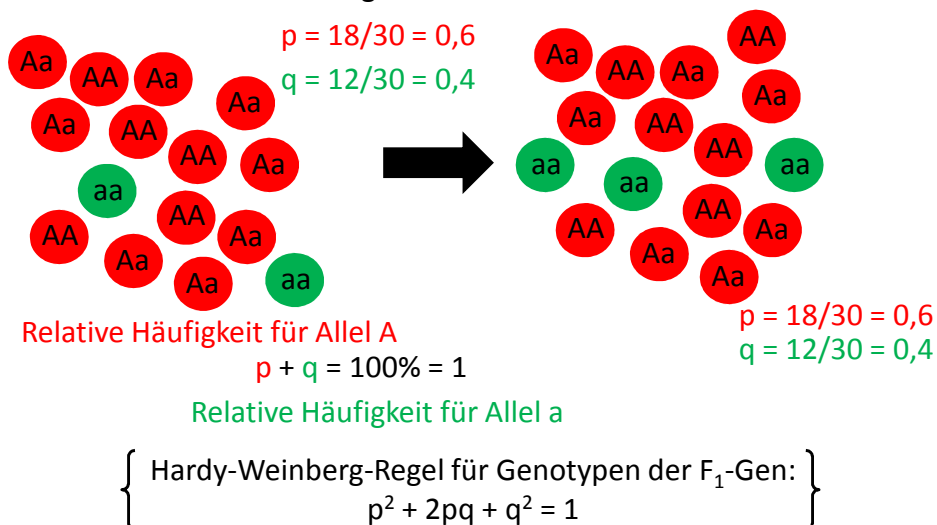 p = 18/30 = 0,6
q = 12/30 = 0,4
Aa
AA
Aa
Aa
Aa
AA
AA
Aa
aa
AA
AA
Aa
Aa
Aa
aa
AA
Aa
AA
Aa
Aa
Aa
AA
AA
aa
aa
aa
AA
AA
Aa
Aa
Aa
p = 18/30 = 0,6
q = 12/30 = 0,4
Relative Häufigkeit für Allel A
p + q = 100% = 1
Relative Häufigkeit für Allel a
Hardy-Weinberg-Regel für Genotypen der F₁-Gen:
p² + 2pq + q² = 1